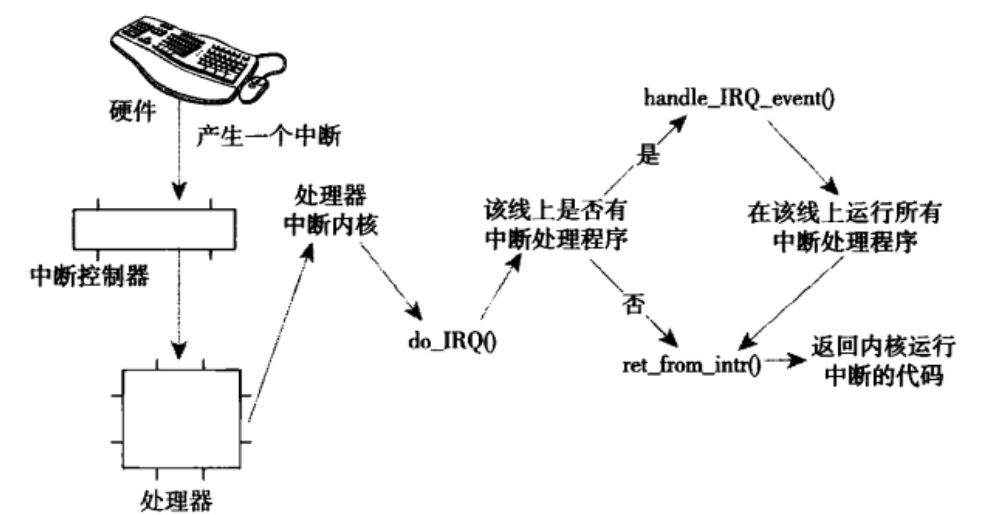 硬件
产生一个中断
中断控制器
处理器
处理器
中断内核
do_IRQ()
该线上是否有
中断处理程序
是
handle_IRQ_event()
在该线上运行所有
中断处理程序
否
ret_from_intr()
返回内核运行
中断的代码